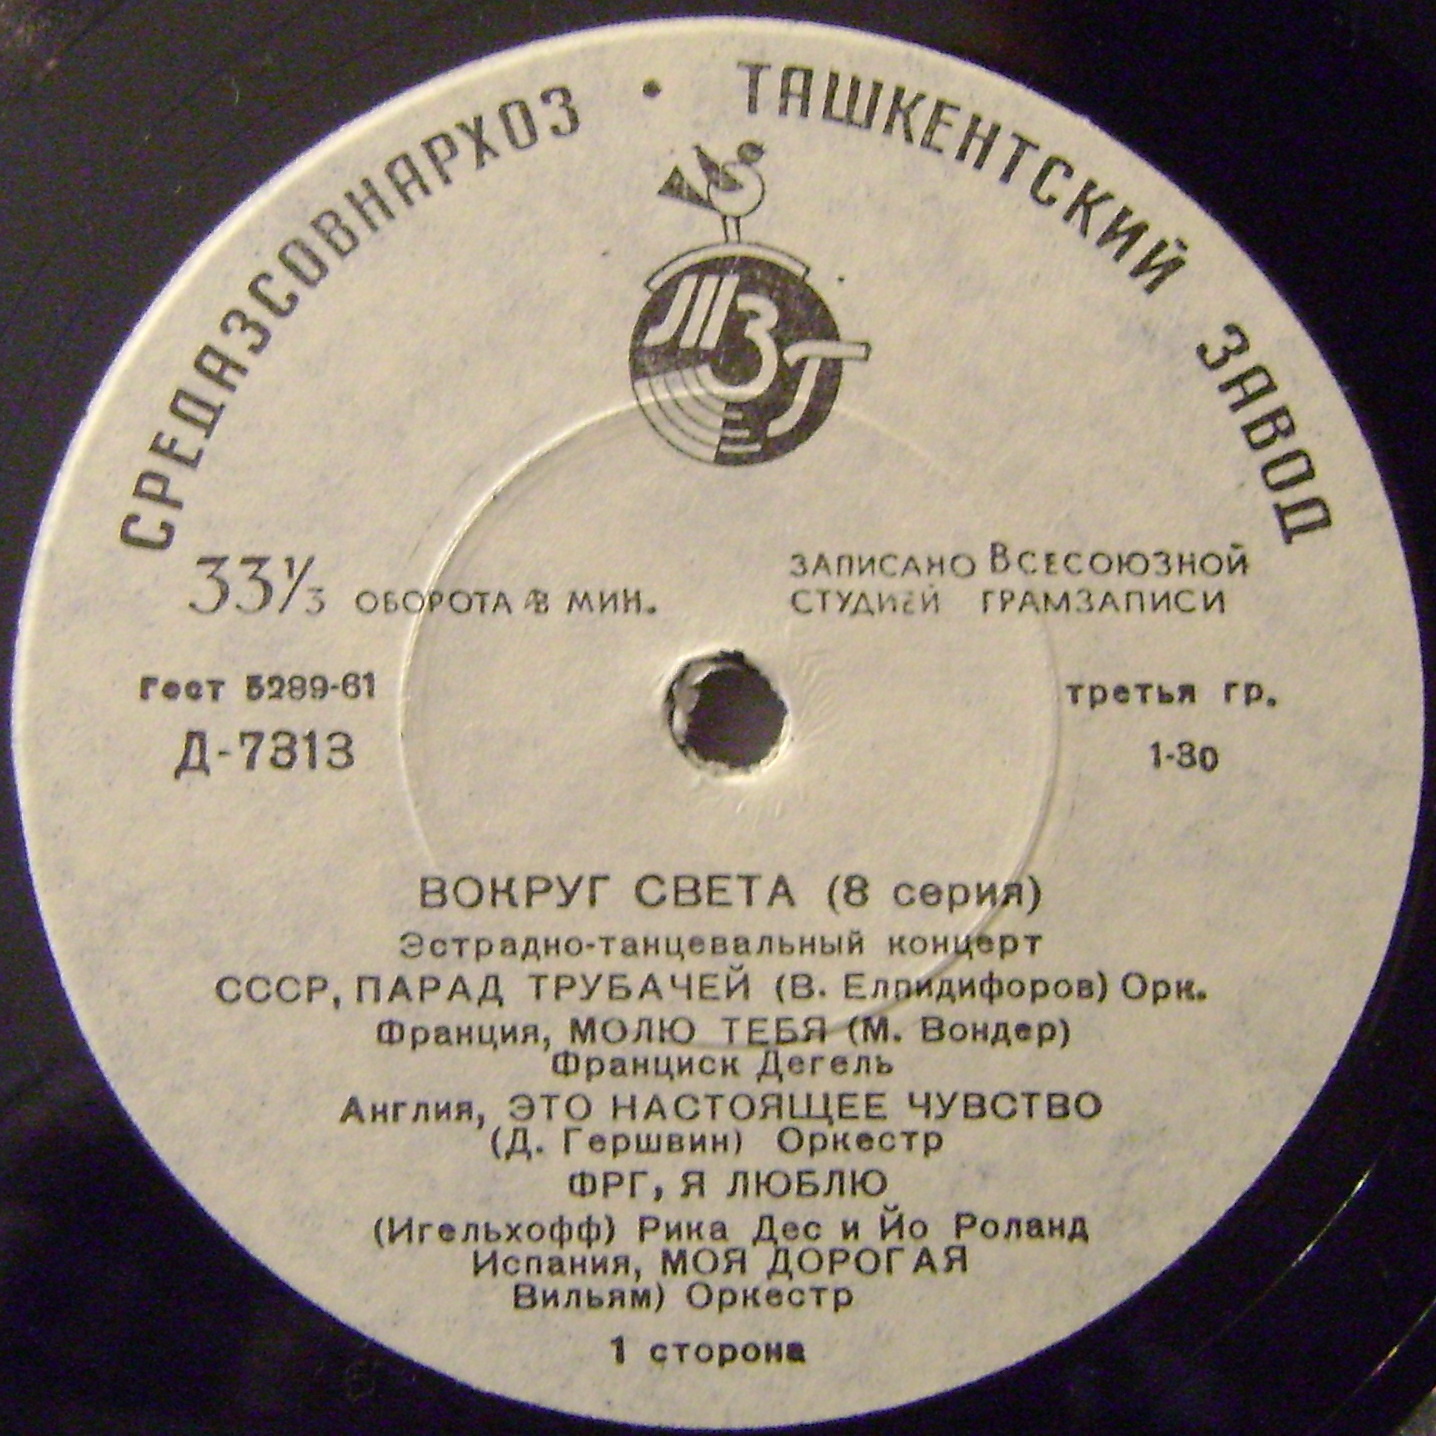 СРЕДАЗСОВНАРХОЗ • ТАШКЕНТСКИЙ ЗАВОД
ТЗГ
33⅓ ОБОРОТА В МИН.
ЗАПИСАНО ВСЕСОЮЗНОЙ
СТУДИЕЙ ГРАМЗАПИСИ
Гост 5289-61
третья гр.
Д-7313
1-30
ВОКРУГ СВЕТА (8 серия)
Эстрадно-танцевальный концерт
СССР, ПАРАД ТРУБАЧЕЙ (В. Елпидифоров) Орк.
Франция, МОЛЮ ТЕБЯ (М. Вондер)
Франциск Дегель
Англия, ЭТО НАСТОЯЩЕЕ ЧУВСТВО
(Д. Гершвин) Оркестр
ФРГ, Я ЛЮБЛЮ
(Игельхофф) Рика Дес и Йо Роланд
Испания, МОЯ ДОРОГАЯ
Вильям) Оркестр
1 сторона